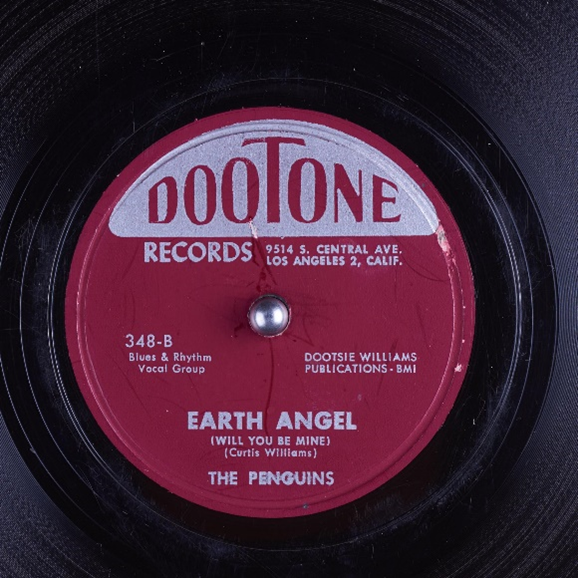 DOOTONE
RECORDS 9514 S. CENTRAL AVE.
LOS ANGELES 2, CALIF.
348-B
Blues & Rhythm
Vocal Group
DOOTSIE WILLIAMS
PUBLICATIONS - BMI
EARTH ANGEL
(WILL YOU BE MINE)
(Curtis Williams)
THE PENGUINS